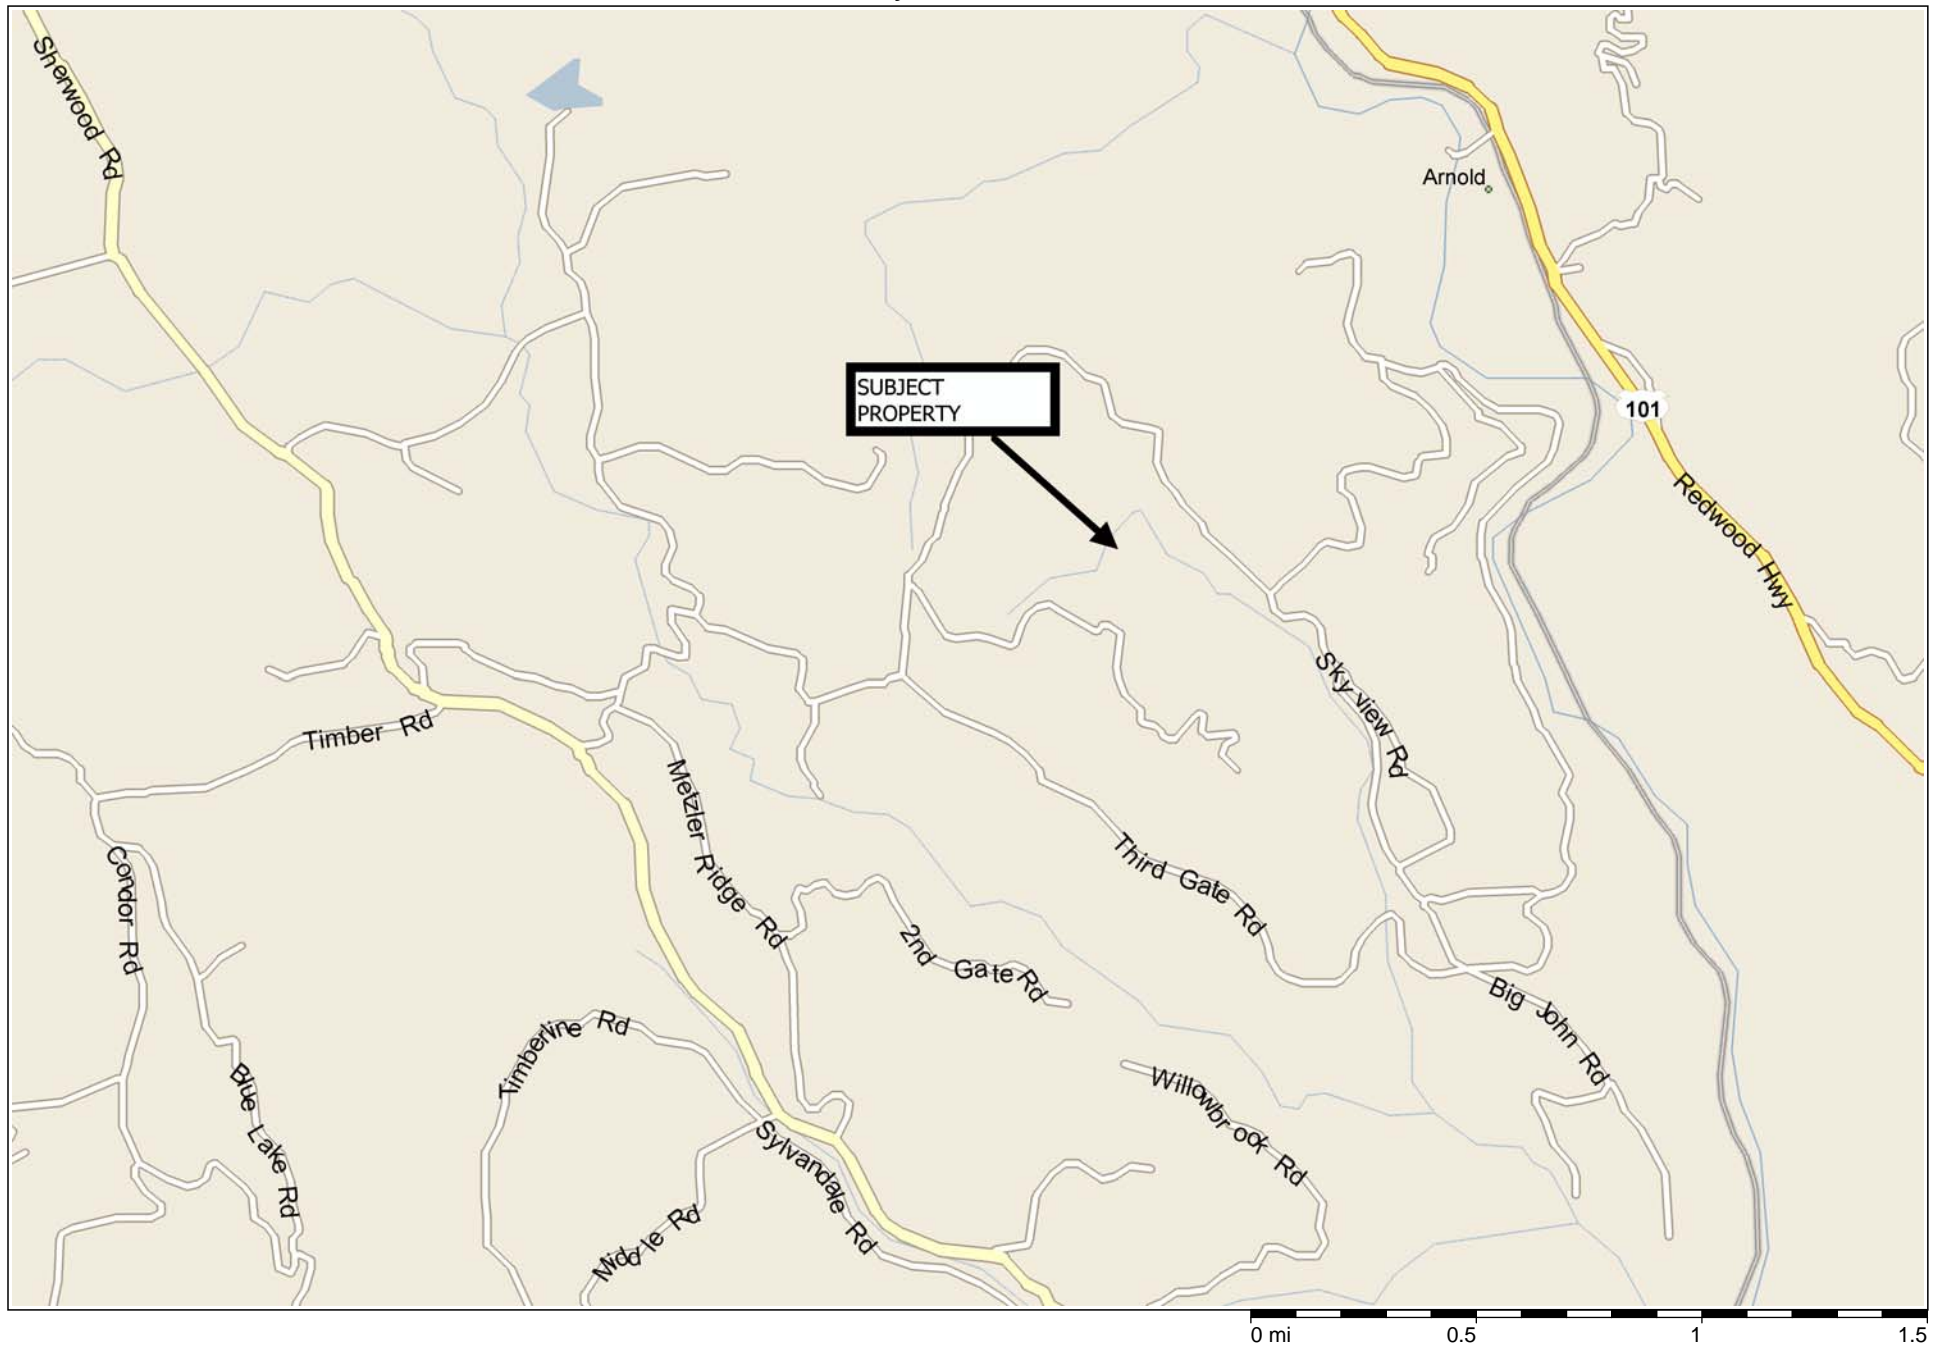 Sherwood Rd
Arnold
SUBJECT
PROPERTY
101
Redwood Hwy
Sky view Rd
Timber Rd
Metzler Ridge Rd
Third Gate Rd
Condor Rd
2nd Gate Rd
Big John Rd
Timberline Rd
Willowbrook Rd
Blue Lake Rd
Sylvandale Rd
Middle Rd
0 mi 0.5 1 1.5